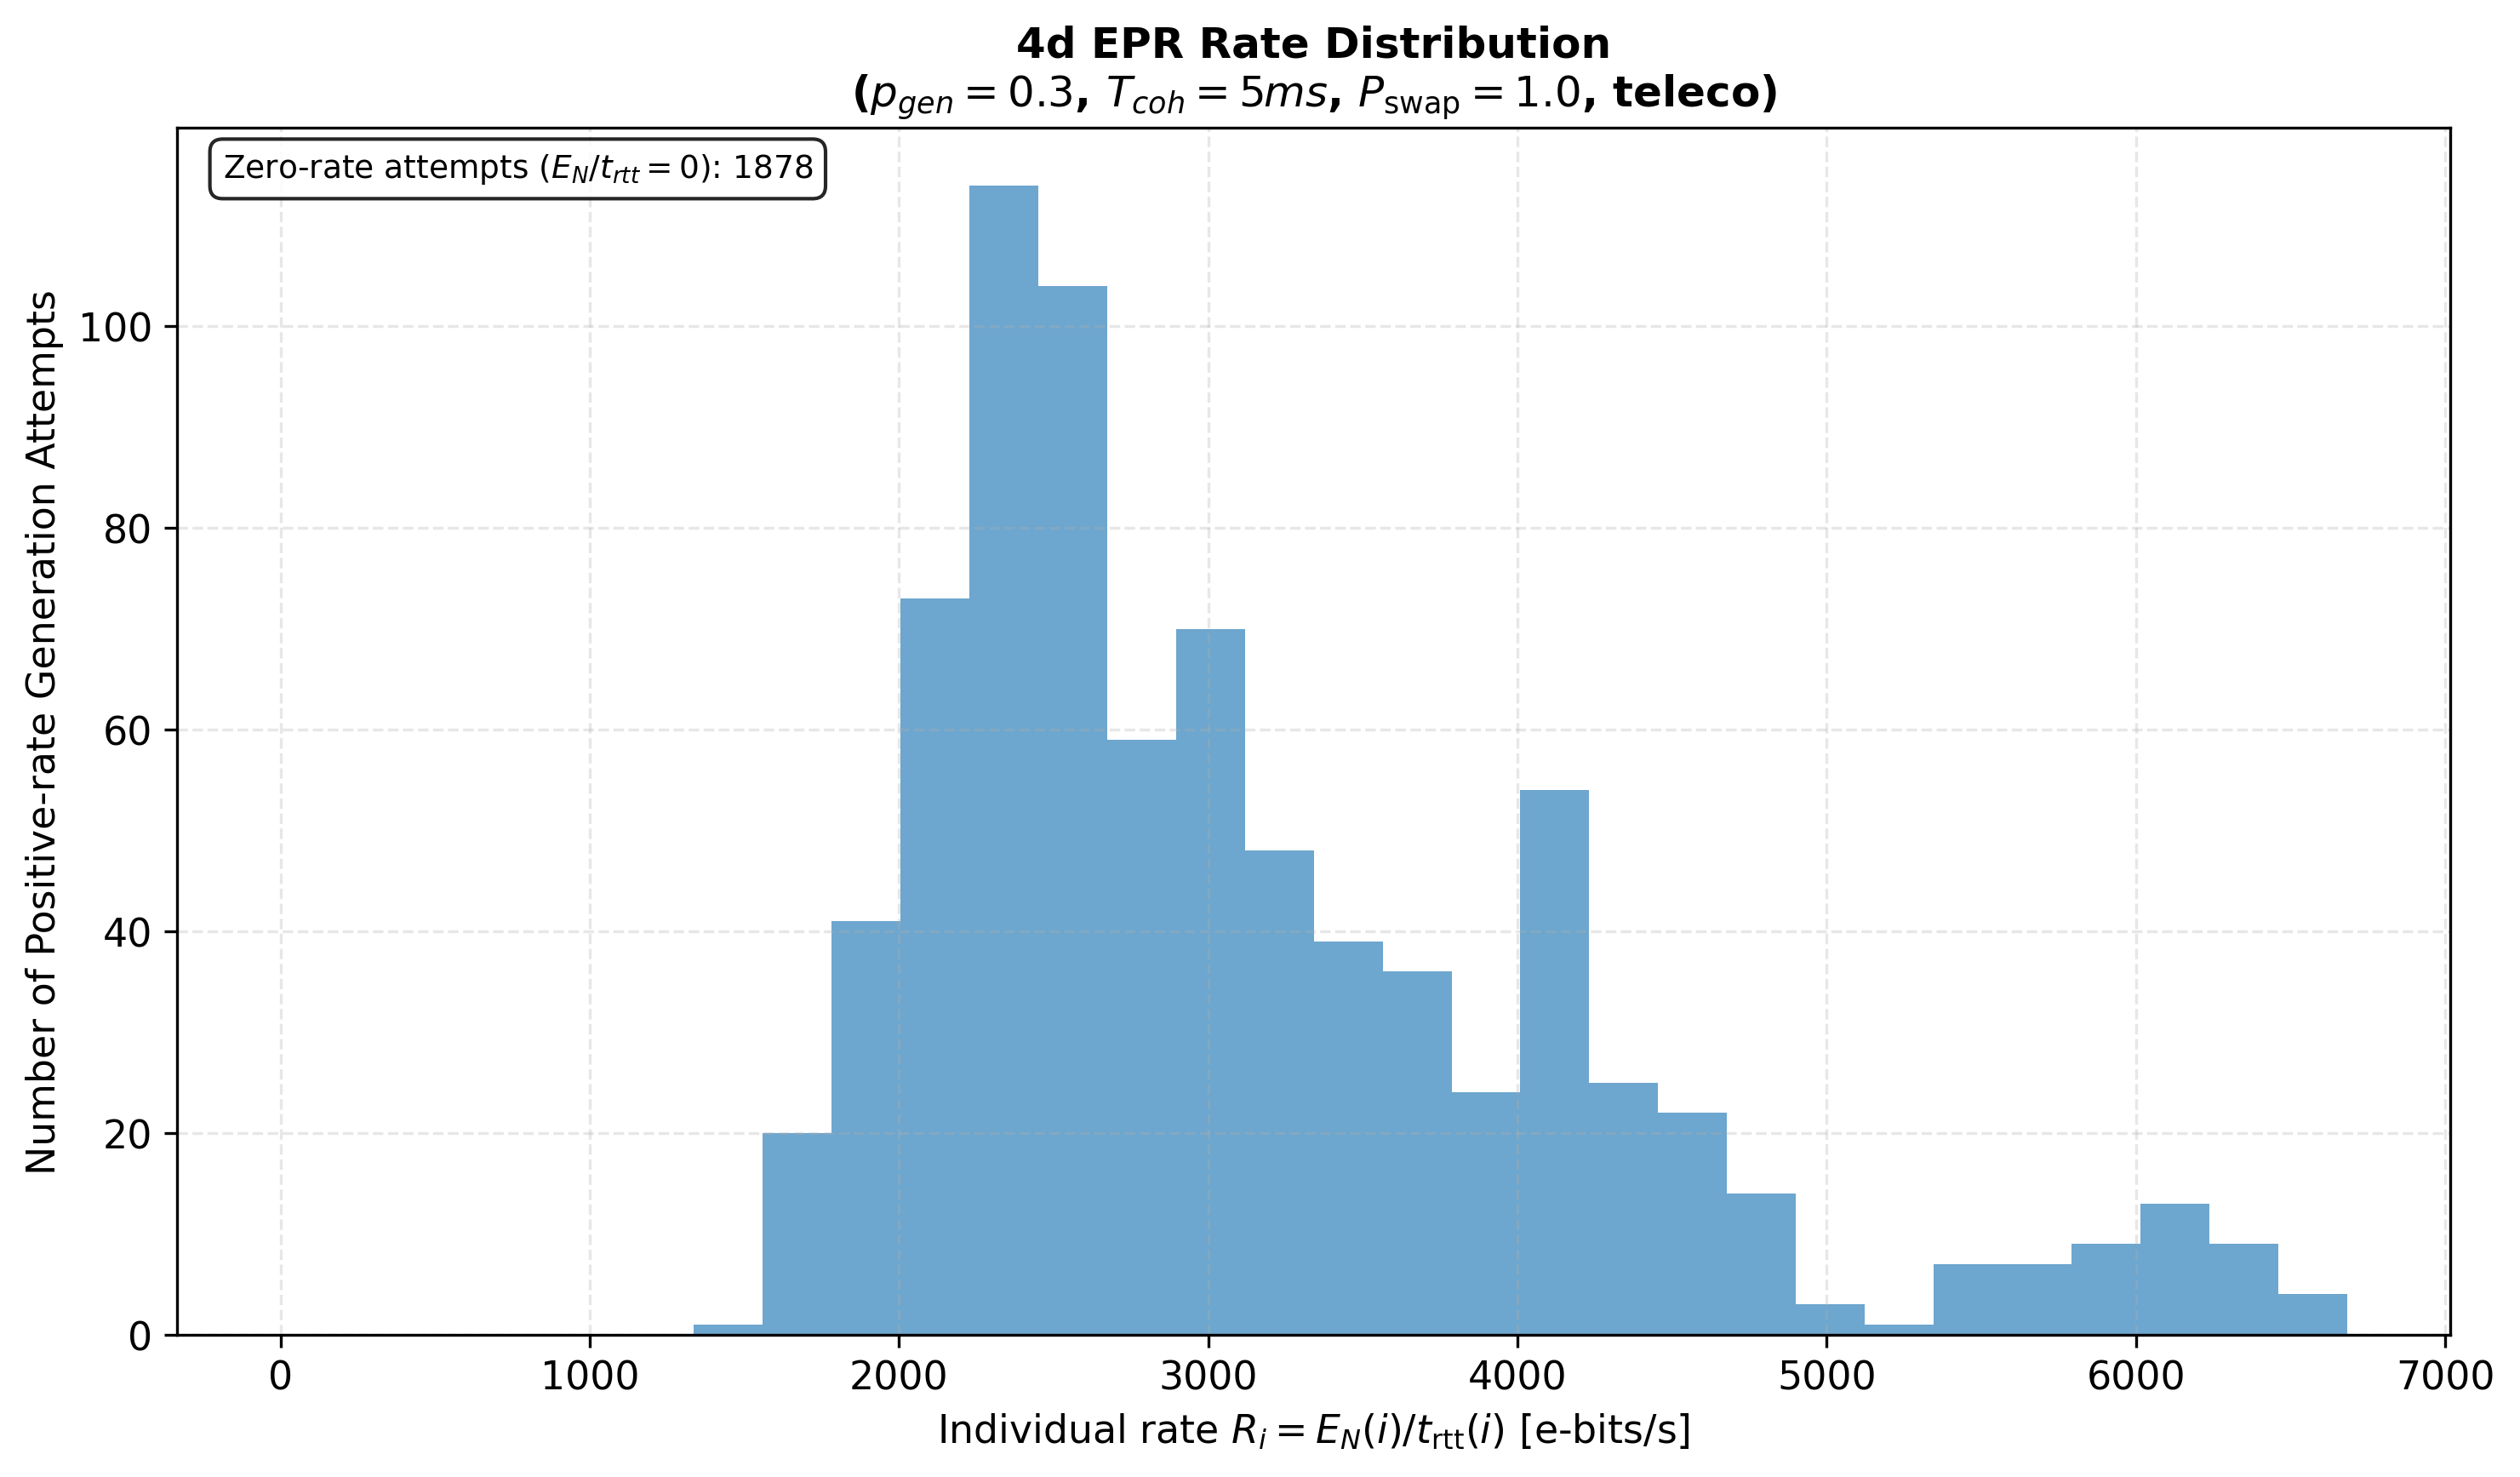 4d EPR Rate Distribution
(p_gen = 0.3, T_coh = 5ms, P_swap = 1.0, teleco)
Zero-rate attempts (E_N/t_rtt = 0): 1878
Number of Positive-rate Generation Attempts
100
80
60
40
20
0
0 1000 2000 3000 4000 5000 6000 7000
Individual rate R_i = E_N(i)/t_rtt(i) [e-bits/s]